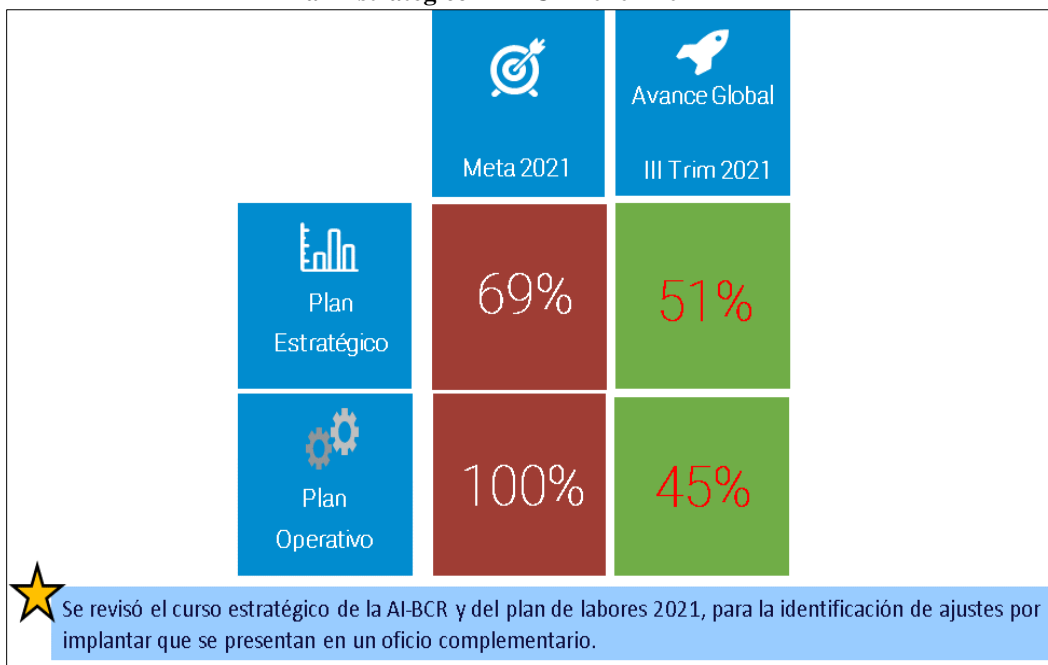 Avance Global
Meta 2021
III Trim 2021
Plan
Estratégico
69%
51%
Plan
Operativo
100%
45%
Se revisó el curso estratégico de la AI-BCR y del plan de labores 2021, para la identificación de ajustes por
implantar que se presentan en un oficio complementario.